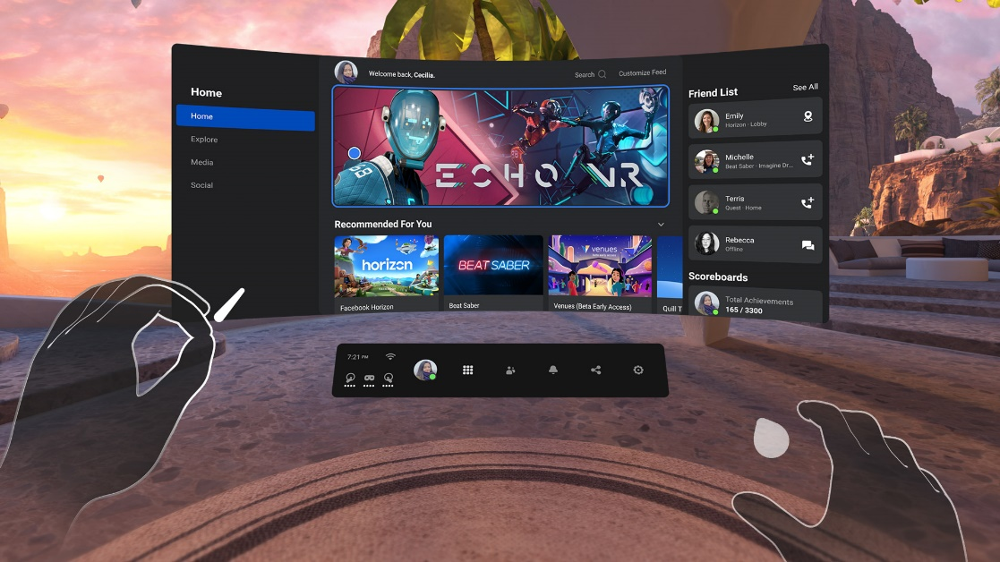 Welcome back, Cecilia.
Search
Customize Feed
Home
Home
Explore
Media
Social
68
ECHO VR
Recommended For You
horizon
Facebook Horizon
BEAT SABER
Beat Saber
venues
Venues (Beta Early Access)
Quill T
Friend List
See All
Emily
Horizon · Lobby
Michelle
Beat Saber · Imagine Dr...
Terris
Quest · Home
Rebecca
Offline
Scoreboards
Total Achievements
165 / 3300
7:21 PM